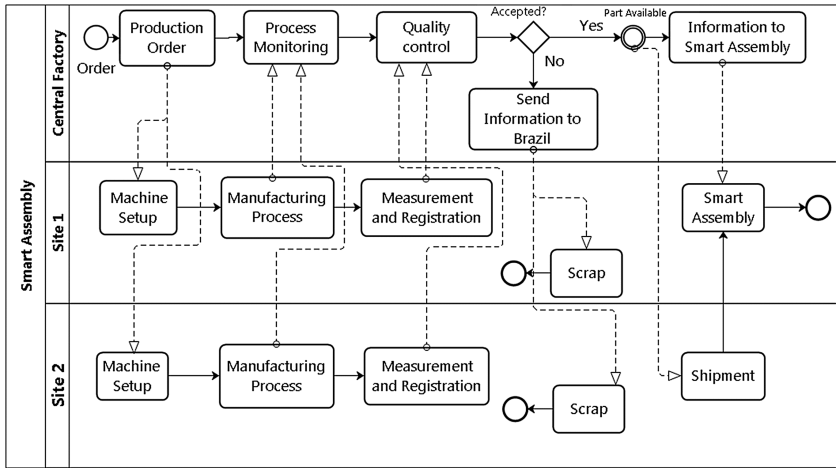 Smart Assembly
Central Factory
Order
Production
Order
Process
Monitoring
Quality
control
Accepted?
Yes
No
Part Available
Information to
Smart Assembly
Send
Information to
Brazil
Site 1
Machine
Setup
Manufacturing
Process
Measurement
and Registration
Scrap
Smart
Assembly
Site 2
Machine
Setup
Manufacturing
Process
Measurement
and Registration
Scrap
Shipment